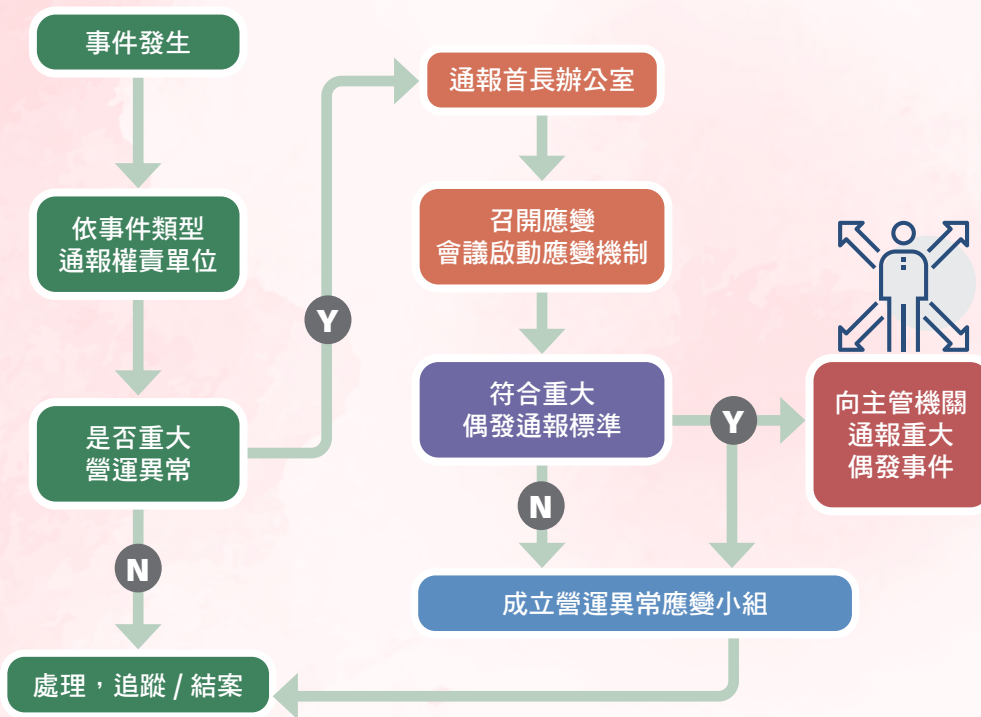 事件發生
依事件類型
通報權責單位
是否重大
營運異常
N
處理，追蹤 / 結案
Y
通報首長辦公室
召開應變
會議啟動應變機制
符合重大
偶發通報標準
N
Y
向主管機關
通報重大
偶發事件
成立營運異常應變小組